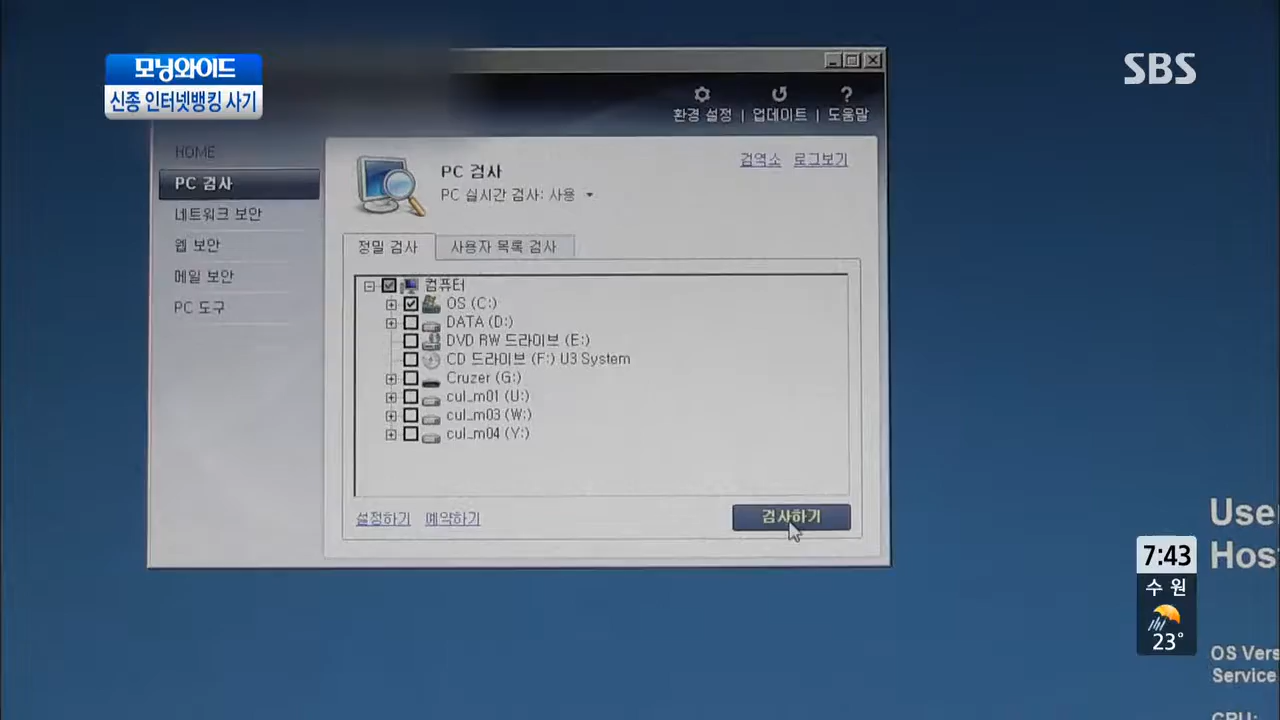 모닝와이드
신종 인터넷뱅킹 사기
SBS
환경 설정 | 업데이트 | 도움말
HOME
PC 검사
네트워크 보안
웹 보안
메일 보안
PC 도구
PC 검사
PC 실시간 검사: 사용
검역소 로그보기
정밀 검사 사용자 목록 검사
컴퓨터
OS (C:)
DATA (D:)
DVD RW 드라이브 (E:)
CD 드라이브 (F:) U3 System
Cruzer (G:)
cul_m01 (U:)
cul_m03 (W:)
cul_m04 (Y:)
설정하기 예약하기
검사하기
Use
Hos
7:43
수 원
23°
OS Vers
Service
CPU: